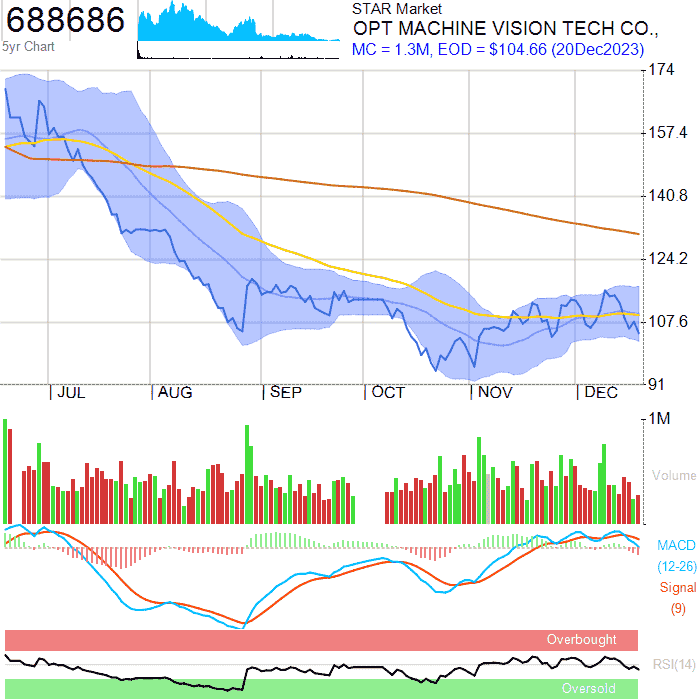 688686
5yr Chart
STAR Market
OPT MACHINE VISION TECH CO.,
MC = 1.3M, EOD = $104.66 (20Dec2023)
174
157.4
140.8
124.2
107.6
91
| JUL | AUG | SEP | OCT | NOV | DEC
1M
Volume
MACD
(12-26)
Signal
(9)
Overbought
RSI(14)
Oversold